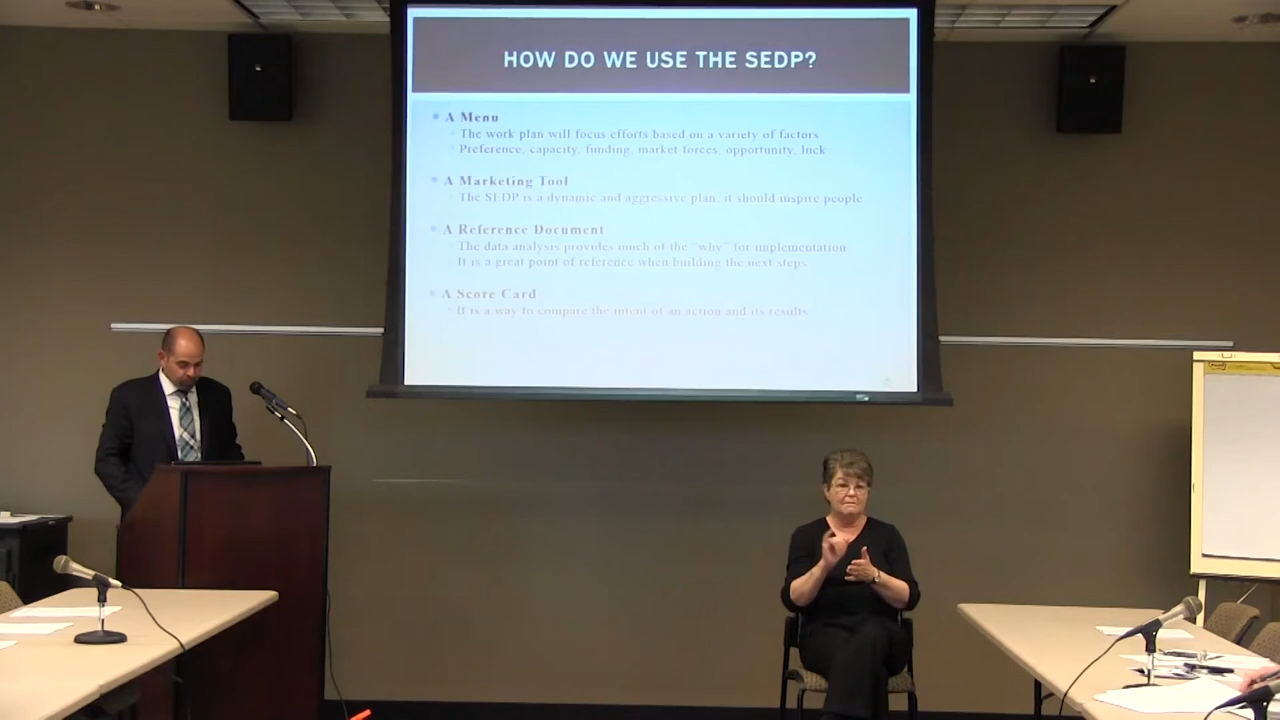 HOW DO WE USE THE SEDP?
A Menu
The work plan will focus efforts based on a variety of factors
Preference, capacity, funding, market forces, opportunity, luck
A Marketing Tool
The SEDP is a dynamic and aggressive plan, it should inspire people
A Reference Document
The data analysis provides much of the "why" for implementation
It is a great point of reference when building the next steps
A Score Card
It is a way to compare the intent of an action and its results